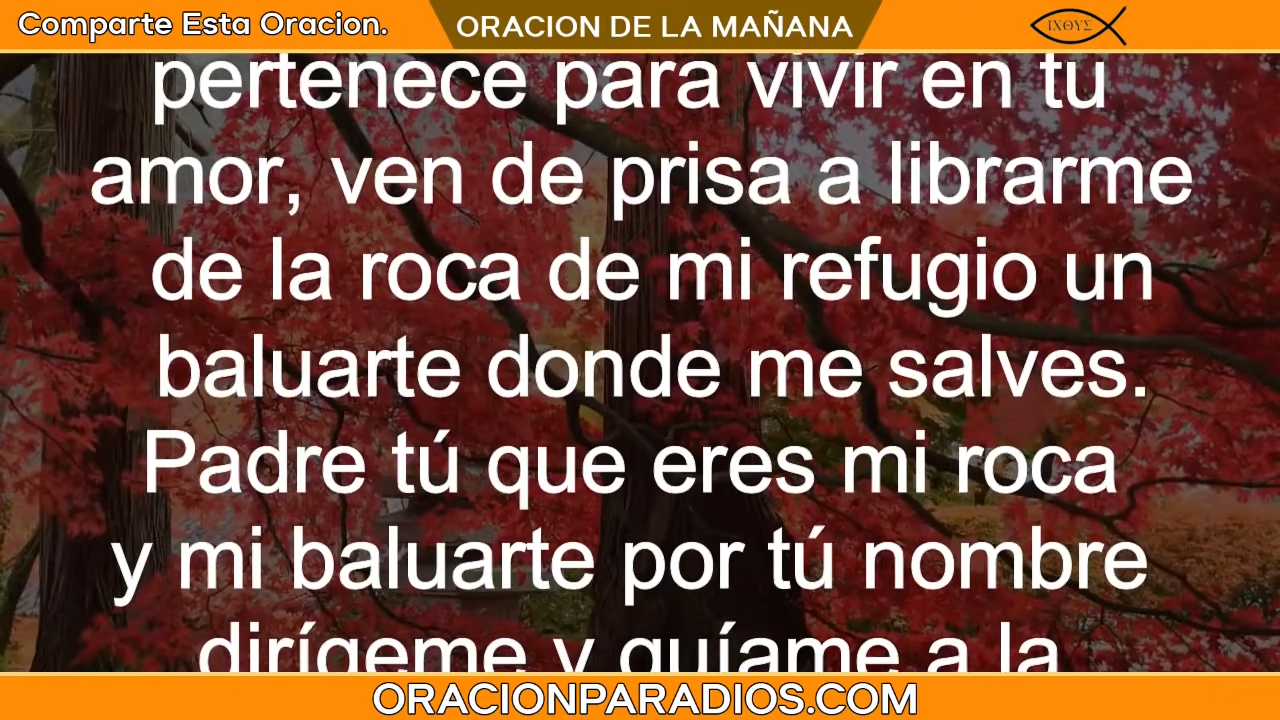 Comparte Esta Oracion.
ORACION DE LA MAÑANA
ΙΧΘΥΣ
pertenece para vivir en tu
amor, ven de prisa a librarme
de la roca de mi refugio un
baluarte donde me salves.
Padre tú que eres mi roca
y mi baluarte por tú nombre
dirígeme y guíame a la
ORACIONPARADIOS.COM